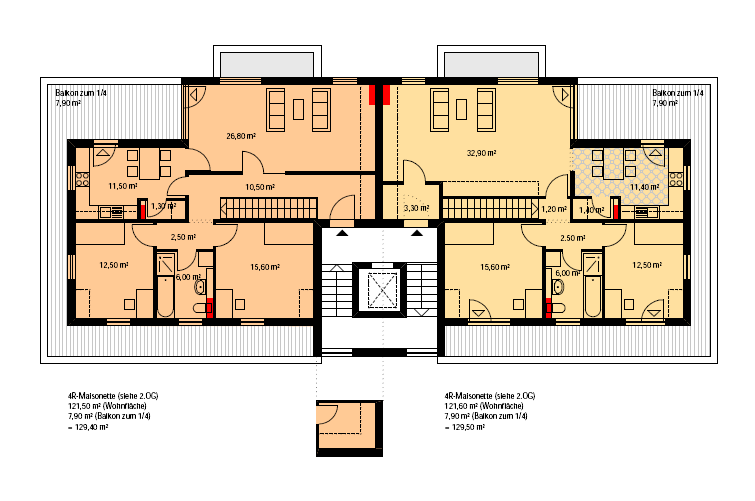 Balkon zum 1/4
7,90 m²
Balkon zum 1/4
7,90 m²
26,80 m²
32,90 m²
11,50 m²
10,50 m²
11,40 m²
1,30 m²
3,30 m²
1,20 m²
1,40 m²
2,50 m²
2.50 m²
12,50 m²
6,00 m²
15,60 m²
15,60 m²
6,00 m²
12,50 m²
4R-Maisonette (siehe 2.OG)
121,50 m² (Wohnfläche)
7,90 m² (Balkon zum 1/4)
= 129,40 m²
4R-Maisonette (siehe 2.OG)
121,60 m² (Wohnfläche)
7,90 m² (Balkon zum 1/4)
= 129,50 m²